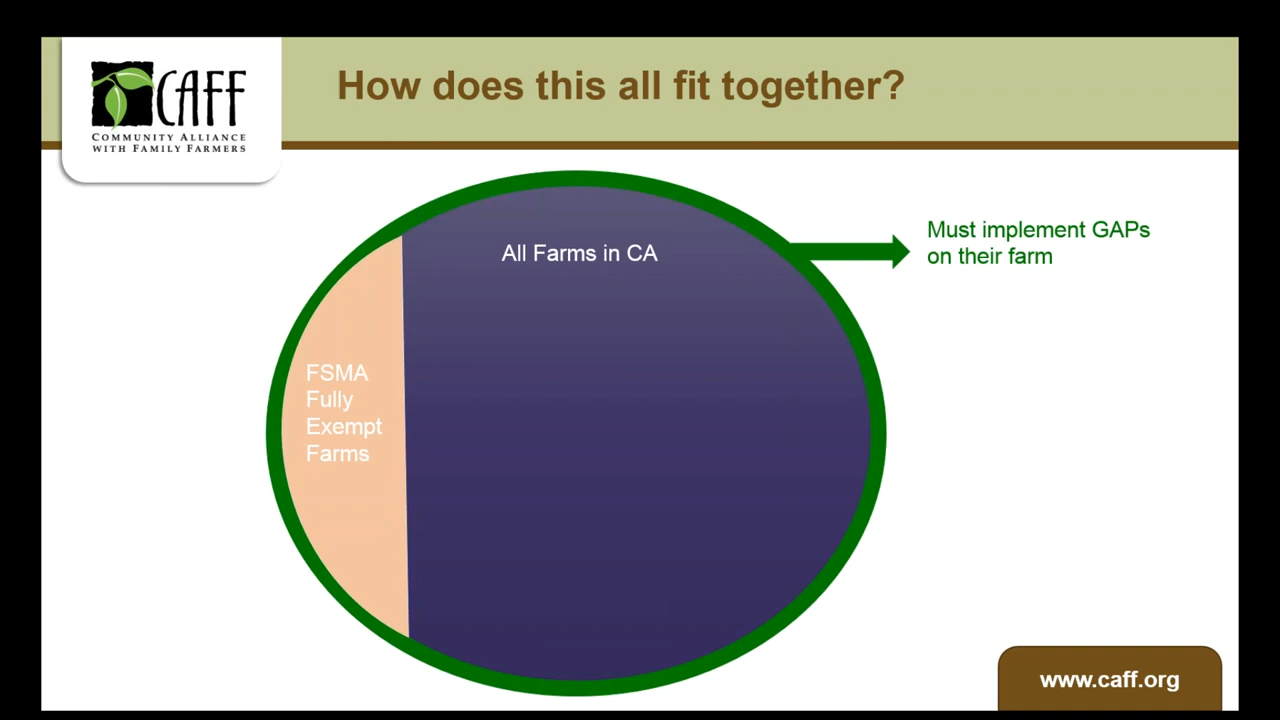 CAFF
COMMUNITY ALLIANCE
WITH FAMILY FARMERS
How does this all fit together?
All Farms in CA
Must implement GAPs
on their farm
FSMA
Fully
Exempt
Farms
www.caff.org